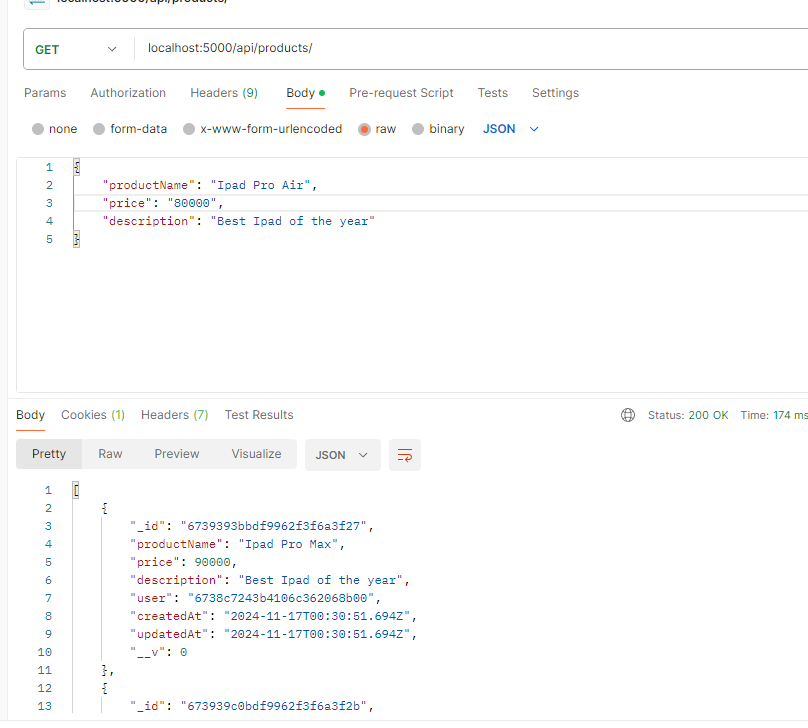 localhost:5000/api/products/
GET localhost:5000/api/products/
Params Authorization Headers (9) Body Pre-request Script Tests Settings
none form-data x-www-form-urlencoded raw binary JSON
1 {
2 "productName": "Ipad Pro Air",
3 "price": "80000",
4 "description": "Best Ipad of the year"
5 }
Body Cookies (1) Headers (7) Test Results Status: 200 OK Time: 174 ms
Pretty Raw Preview Visualize JSON
1 [
2 {
3 "_id": "6739393bbdf9962f3f6a3f27",
4 "productName": "Ipad Pro Max",
5 "price": 90000,
6 "description": "Best Ipad of the year",
7 "user": "6738c7243b4106c362068b00",
8 "createdAt": "2024-11-17T00:30:51.694Z",
9 "updatedAt": "2024-11-17T00:30:51.694Z",
10 "__v": 0
11 },
12 {
13 "_id": "673939c0bdf9962f3f6a3f2b",